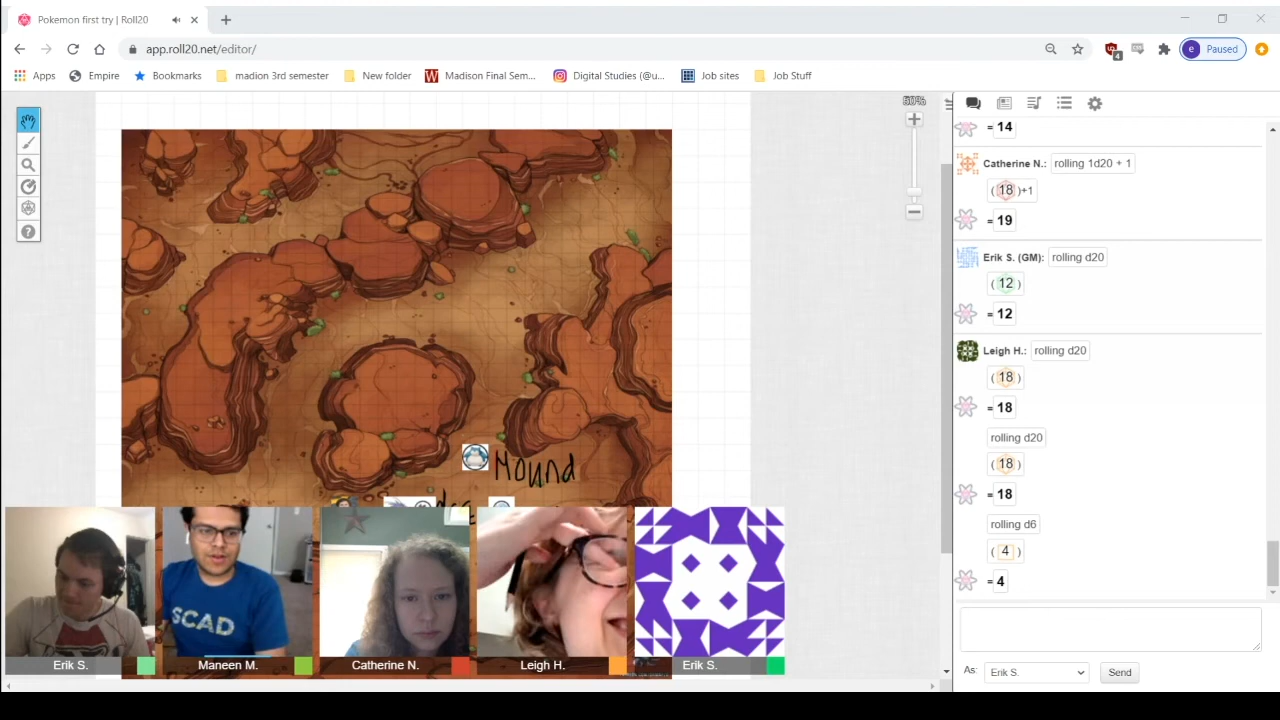 Pokemon first try | Roll20
app.roll20.net/editor/
4
e
Paused
Apps
Empire
Bookmarks
madion 3rd semester
New folder
Madison Final Sem...
Digital Studies (@u...
Job sites
Job Stuff
60%
= 14
Catherine N.: rolling 1d20 + 1
(18)+1
= 19
Erik S. (GM): rolling d20
(12)
= 12
Leigh H.: rolling d20
(18)
= 18
rolling d20
(18)
= 18
rolling d6
(4)
= 4
Mound
SCAD
Erik S.
Maneen M.
Catherine N.
Leigh H.
Erik S.
As:
Erik S.
Send